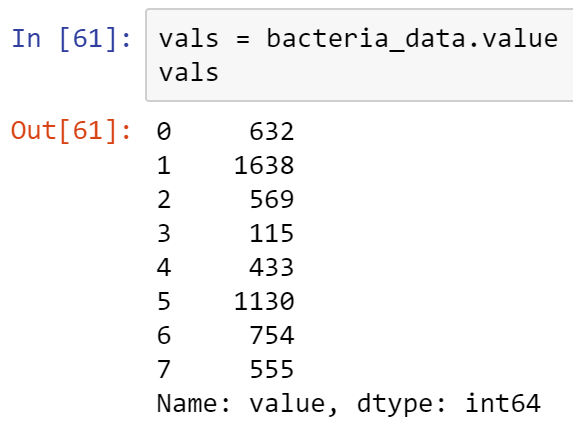 In [61]: vals = bacteria_data.value
vals
Out[61]: 0     632
1    1638
2     569
3     115
4     433
5    1130
6     754
7     555
Name: value, dtype: int64